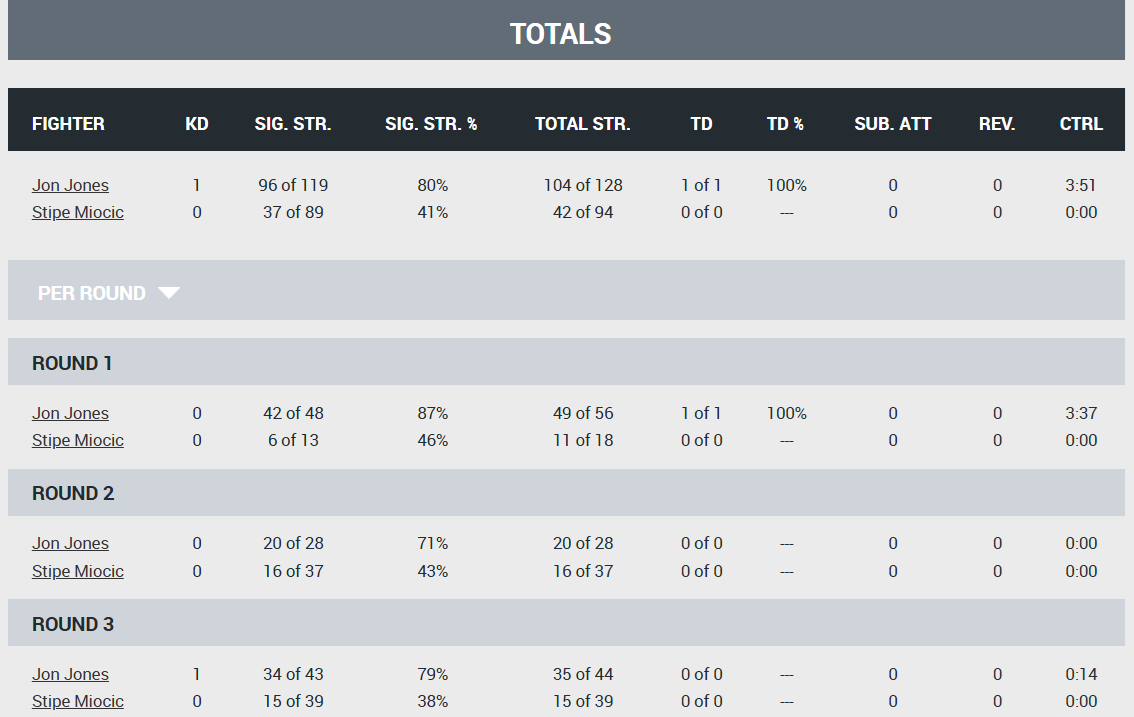 TOTALS
FIGHTER KD SIG. STR. SIG. STR. % TOTAL STR. TD TD % SUB. ATT REV. CTRL
Jon Jones 1 96 of 119 80% 104 of 128 1 of 1 100% 0 0 3:51
Stipe Miocic 0 37 of 89 41% 42 of 94 0 of 0 --- 0 0 0:00
PER ROUND
ROUND 1
Jon Jones 0 42 of 48 87% 49 of 56 1 of 1 100% 0 0 3:37
Stipe Miocic 0 6 of 13 46% 11 of 18 0 of 0 --- 0 0 0:00
ROUND 2
Jon Jones 0 20 of 28 71% 20 of 28 0 of 0 --- 0 0 0:00
Stipe Miocic 0 16 of 37 43% 16 of 37 0 of 0 --- 0 0 0:00
ROUND 3
Jon Jones 1 34 of 43 79% 35 of 44 0 of 0 --- 0 0 0:14
Stipe Miocic 0 15 of 39 38% 15 of 39 0 of 0 --- 0 0 0:00